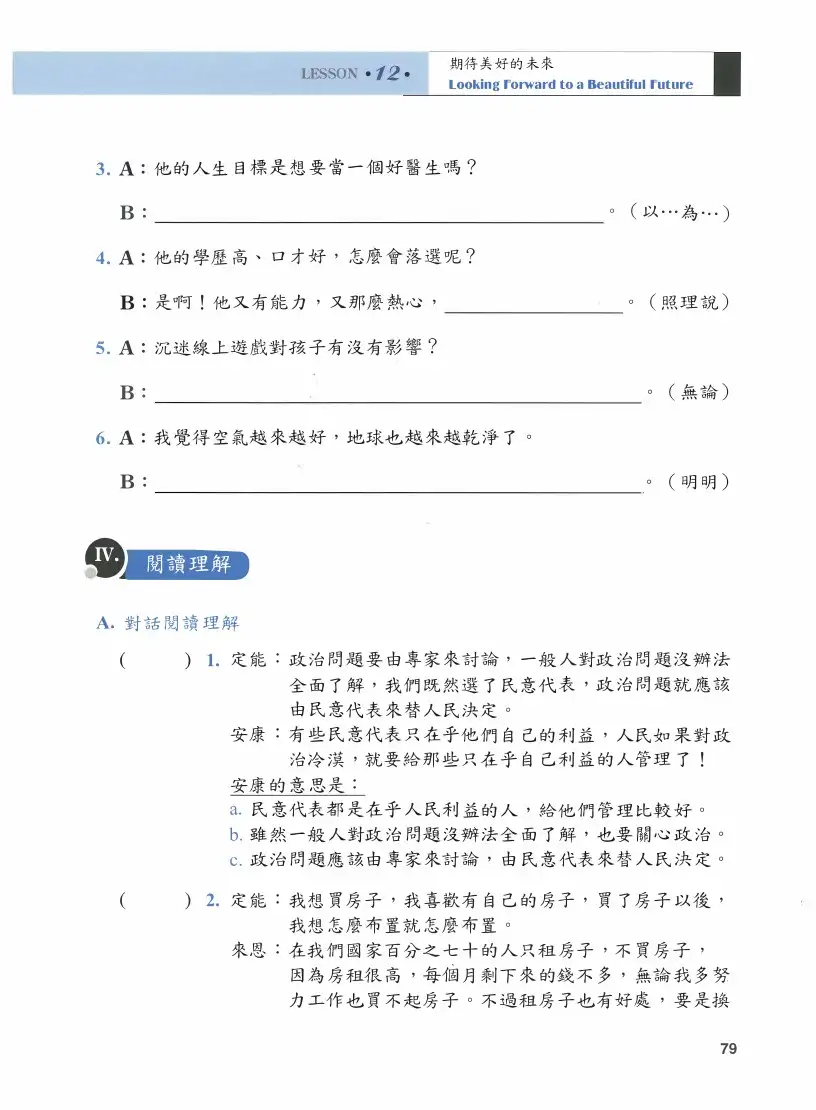 LESSON •12•
期待美好的未來
Looking Forward to a Beautiful Future
3. A：他的人生目標是想要當一個好醫生嗎？
B：＿＿＿＿＿＿＿＿＿＿＿＿＿＿＿＿。（以…為…）
4. A：他的學歷高、口才好，怎麼會落選呢？
B：是啊！他又有能力，又那麼熱心，＿＿＿＿＿＿＿＿。（照理說）
5. A：沉迷線上遊戲對孩子有沒有影響？
B：＿＿＿＿＿＿＿＿＿＿＿＿＿＿＿＿。（無論）
6. A：我覺得空氣越來越好，地球也越來越乾淨了。
B：＿＿＿＿＿＿＿＿＿＿＿＿＿＿＿＿。（明明）
IV. 閱讀理解
A. 對話閱讀理解
(　　) 1. 定能：政治問題要由專家來討論，一般人對政治問題沒辦法
全面了解，我們既然選了民意代表，政治問題就應該
由民意代表來替人民決定。
安康：有些民意代表只在乎他們自己的利益，人民如果對政
治冷漠，就要給那些只在乎自己利益的人管理了！
安康的意思是：
a. 民意代表都是在乎人民利益的人，給他們管理比較好。
b. 雖然一般人對政治問題沒辦法全面了解，也要關心政治。
c. 政治問題應該由專家來討論，由民意代表來替人民決定。
(　　) 2. 定能：我想買房子，我喜歡有自己的房子，買了房子以後，
我想怎麼布置就怎麼布置。
來恩：在我們國家百分之七十的人只租房子，不買房子，
因為房租很高，每個月剩下來的錢不多，無論我多努
力工作也買不起房子。不過租房子也有好處，要是換
79